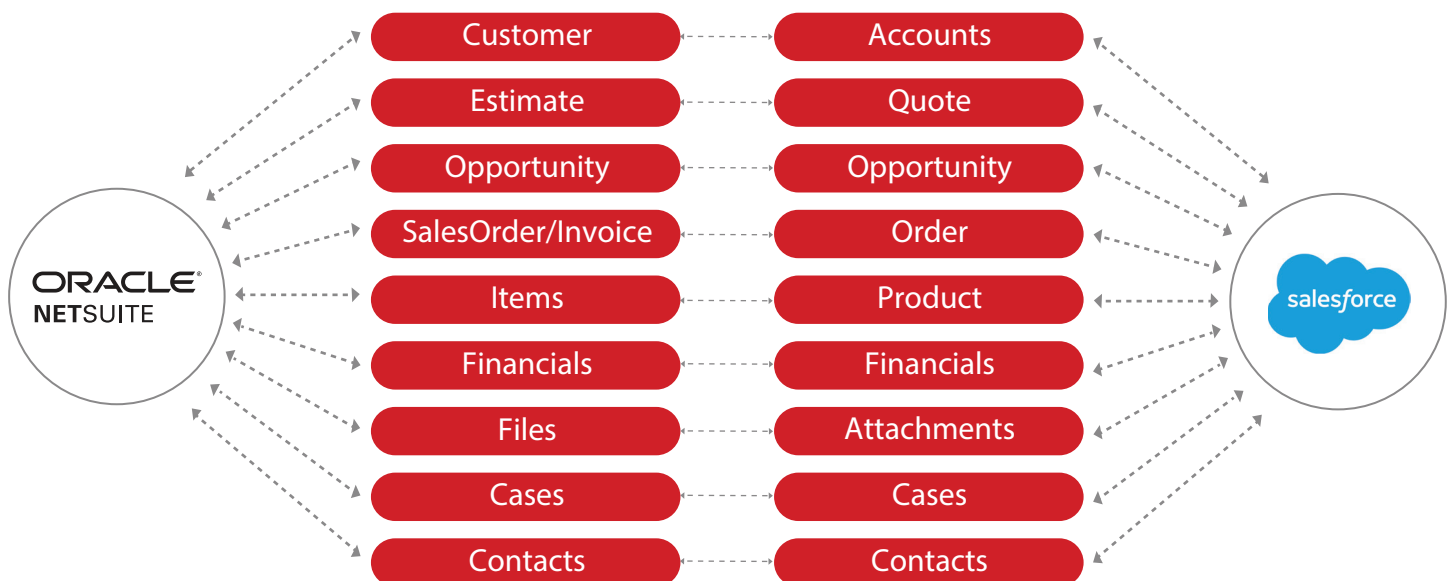 Customer Accounts
Estimate Quote
Opportunity Opportunity
SalesOrder/Invoice Order
ORACLE®
NETSUITE
Items Product
salesforce
Financials Financials
Files Attachments
Cases Cases
Contacts Contacts